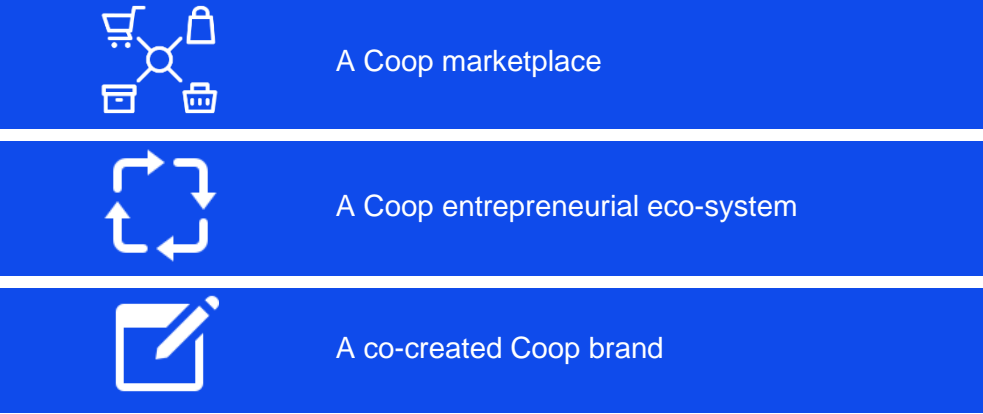 A Coop marketplace
A Coop entrepreneurial eco-system
A co-created Coop brand